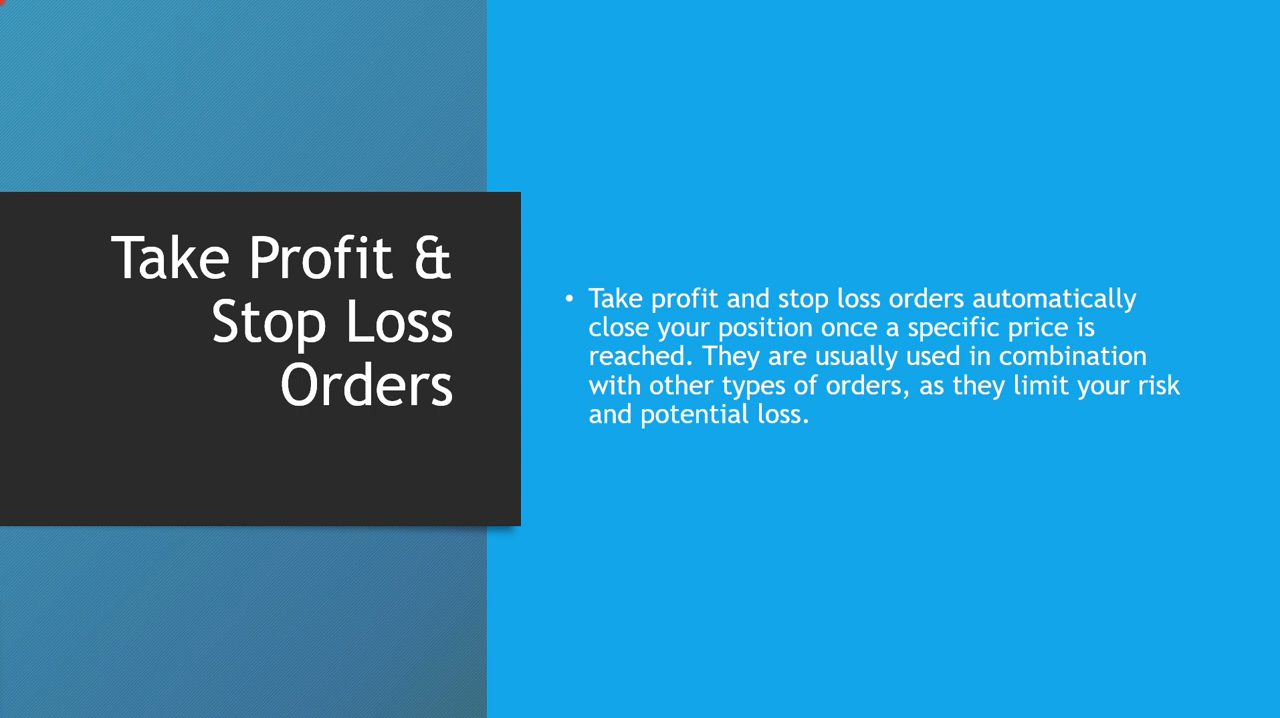 Take Profit &
Stop Loss
Orders
• Take profit and stop loss orders automatically
close your position once a specific price is
reached. They are usually used in combination
with other types of orders, as they limit your risk
and potential loss.